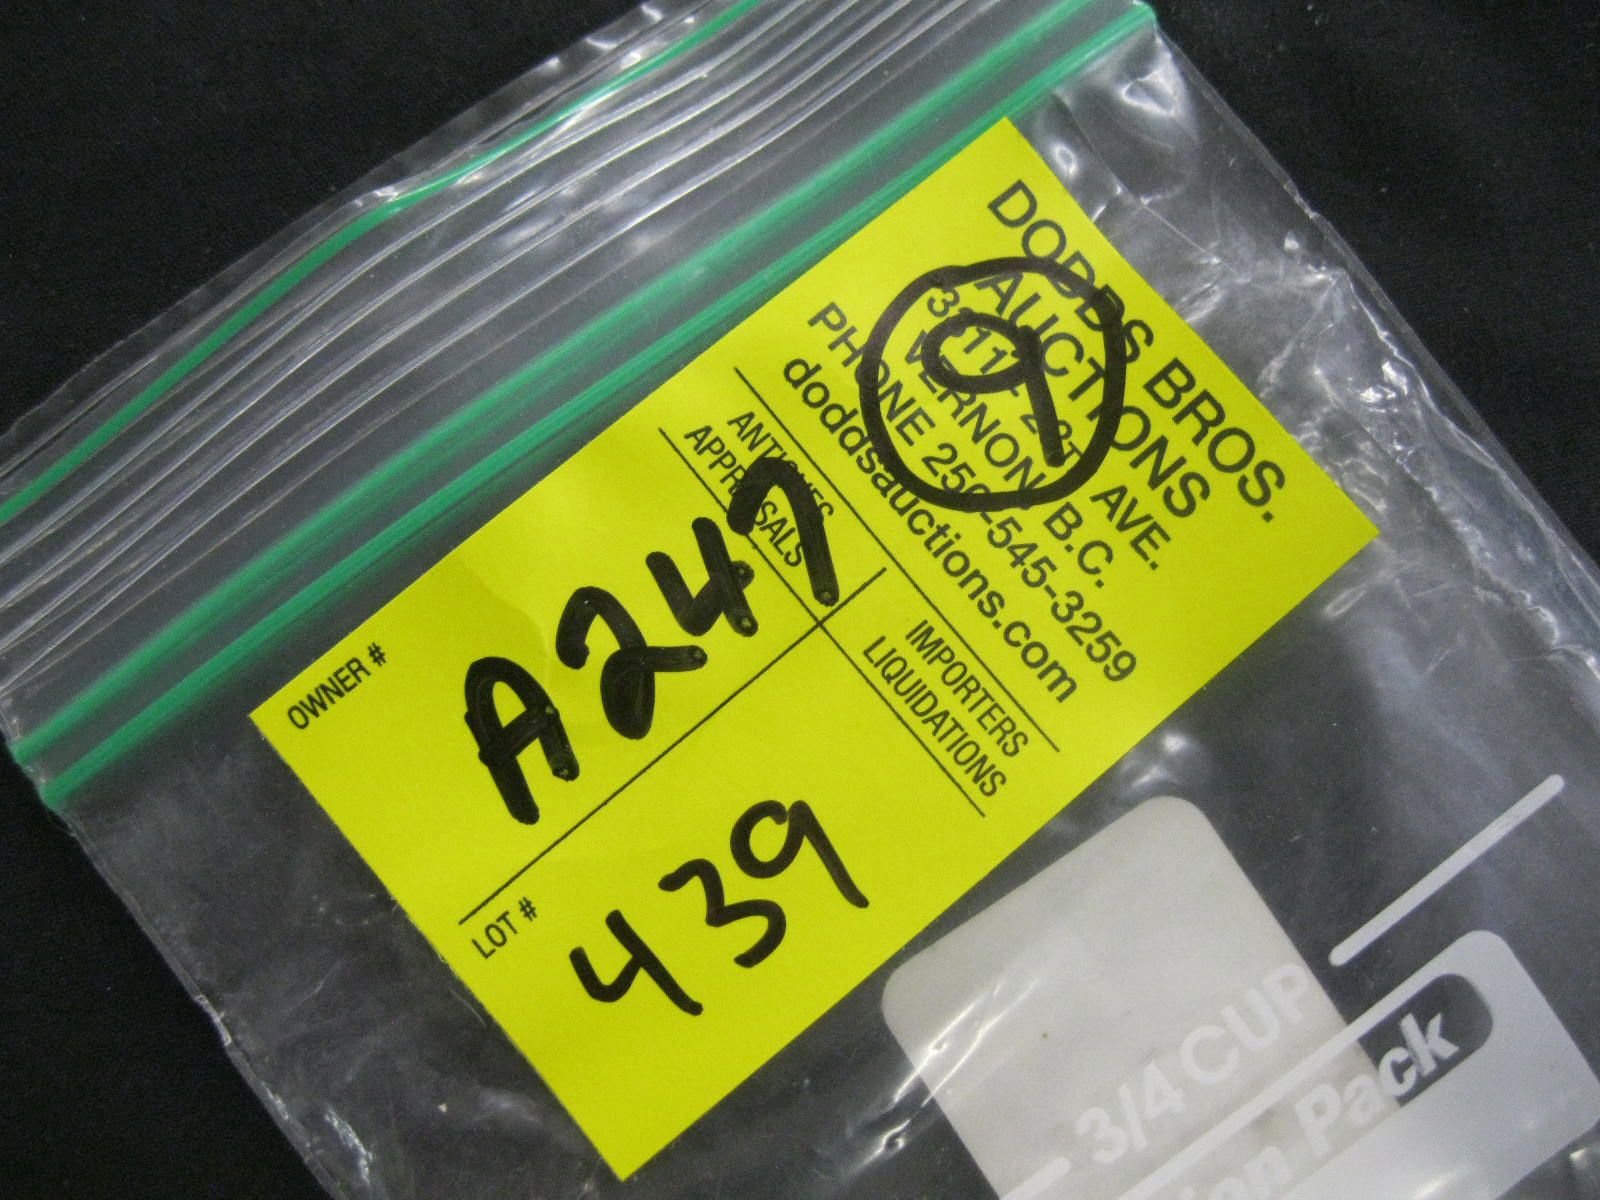 DODDS BROS.
AUCTIONS
AVE.
VERNON B.C.
PHONE 250-545-3259
doddsauctions.com
9
ANTIQUES
APPRAISALS
IMPORTERS
LIQUIDATIONS
OWNER #
A247
LOT #
439
3/4 CUP
Pack